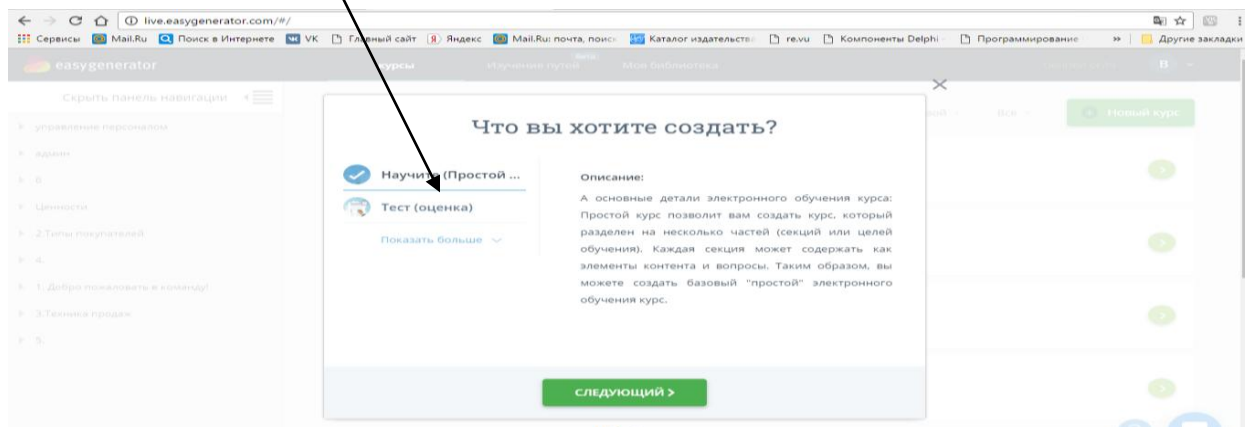 live.easygenerator.com/#/
Сервисы Mail.Ru Поиск в Интернете VK Главный сайт Яндекс Mail.Ru: почта, поиск Каталог издательств re.vu Компоненты Delphi - Программирование » Другие закладки
easygenerator курсы Изучение путей бета Моя библиотека В
Скрыть панель навигации
Все Новый курс
Что вы хотите создать?
управление персоналом
админ
6.
Ценности
2.Типы покупателей
4.
1. Добро пожаловать в команду!
3.Техника продаж
5.
Научить (Простой ...
Тест (оценка)
Показать больше
Описание:
А основные детали электронного обучения курса:
Простой курс позволит вам создать курс, который
разделен на несколько частей (секций или целей
обучения). Каждая секция может содержать как
элементы контента и вопросы. Таким образом, вы
можете создать базовый "простой" электронного
обучения курс.
СЛЕДУЮЩИЙ >